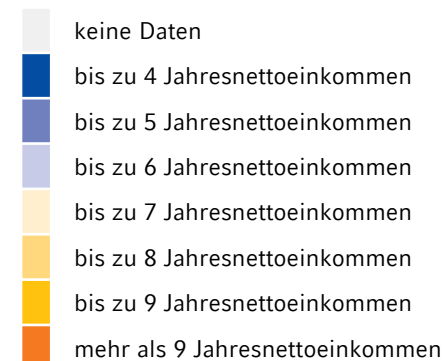 keine Daten
bis zu 4 Jahresnettoeinkommen
bis zu 5 Jahresnettoeinkommen
bis zu 6 Jahresnettoeinkommen
bis zu 7 Jahresnettoeinkommen
bis zu 8 Jahresnettoeinkommen
bis zu 9 Jahresnettoeinkommen
mehr als 9 Jahresnettoeinkommen